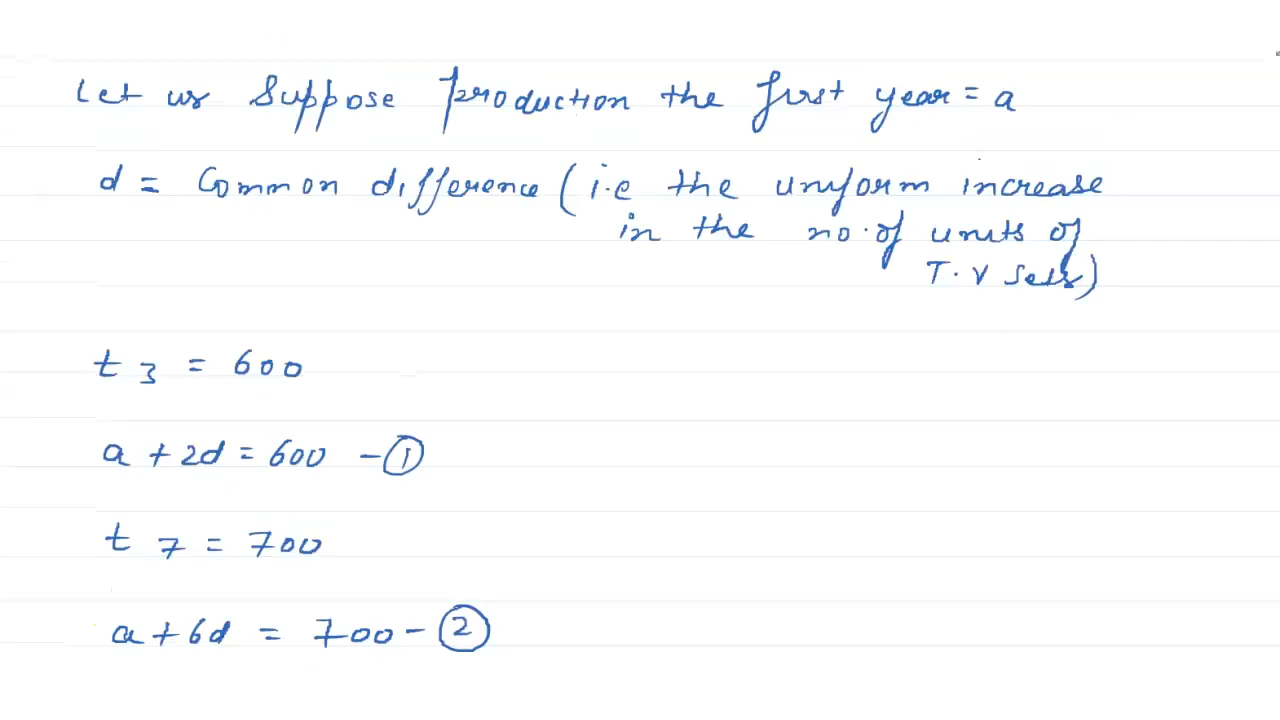 Let us Suppose production the first year = a
d = Common difference (i.e the uniform increase
in the no. of units of
T.V sets)
t 3 = 600
a + 2d = 600 - ①
t 7 = 700
a + 6d = 700 - ②